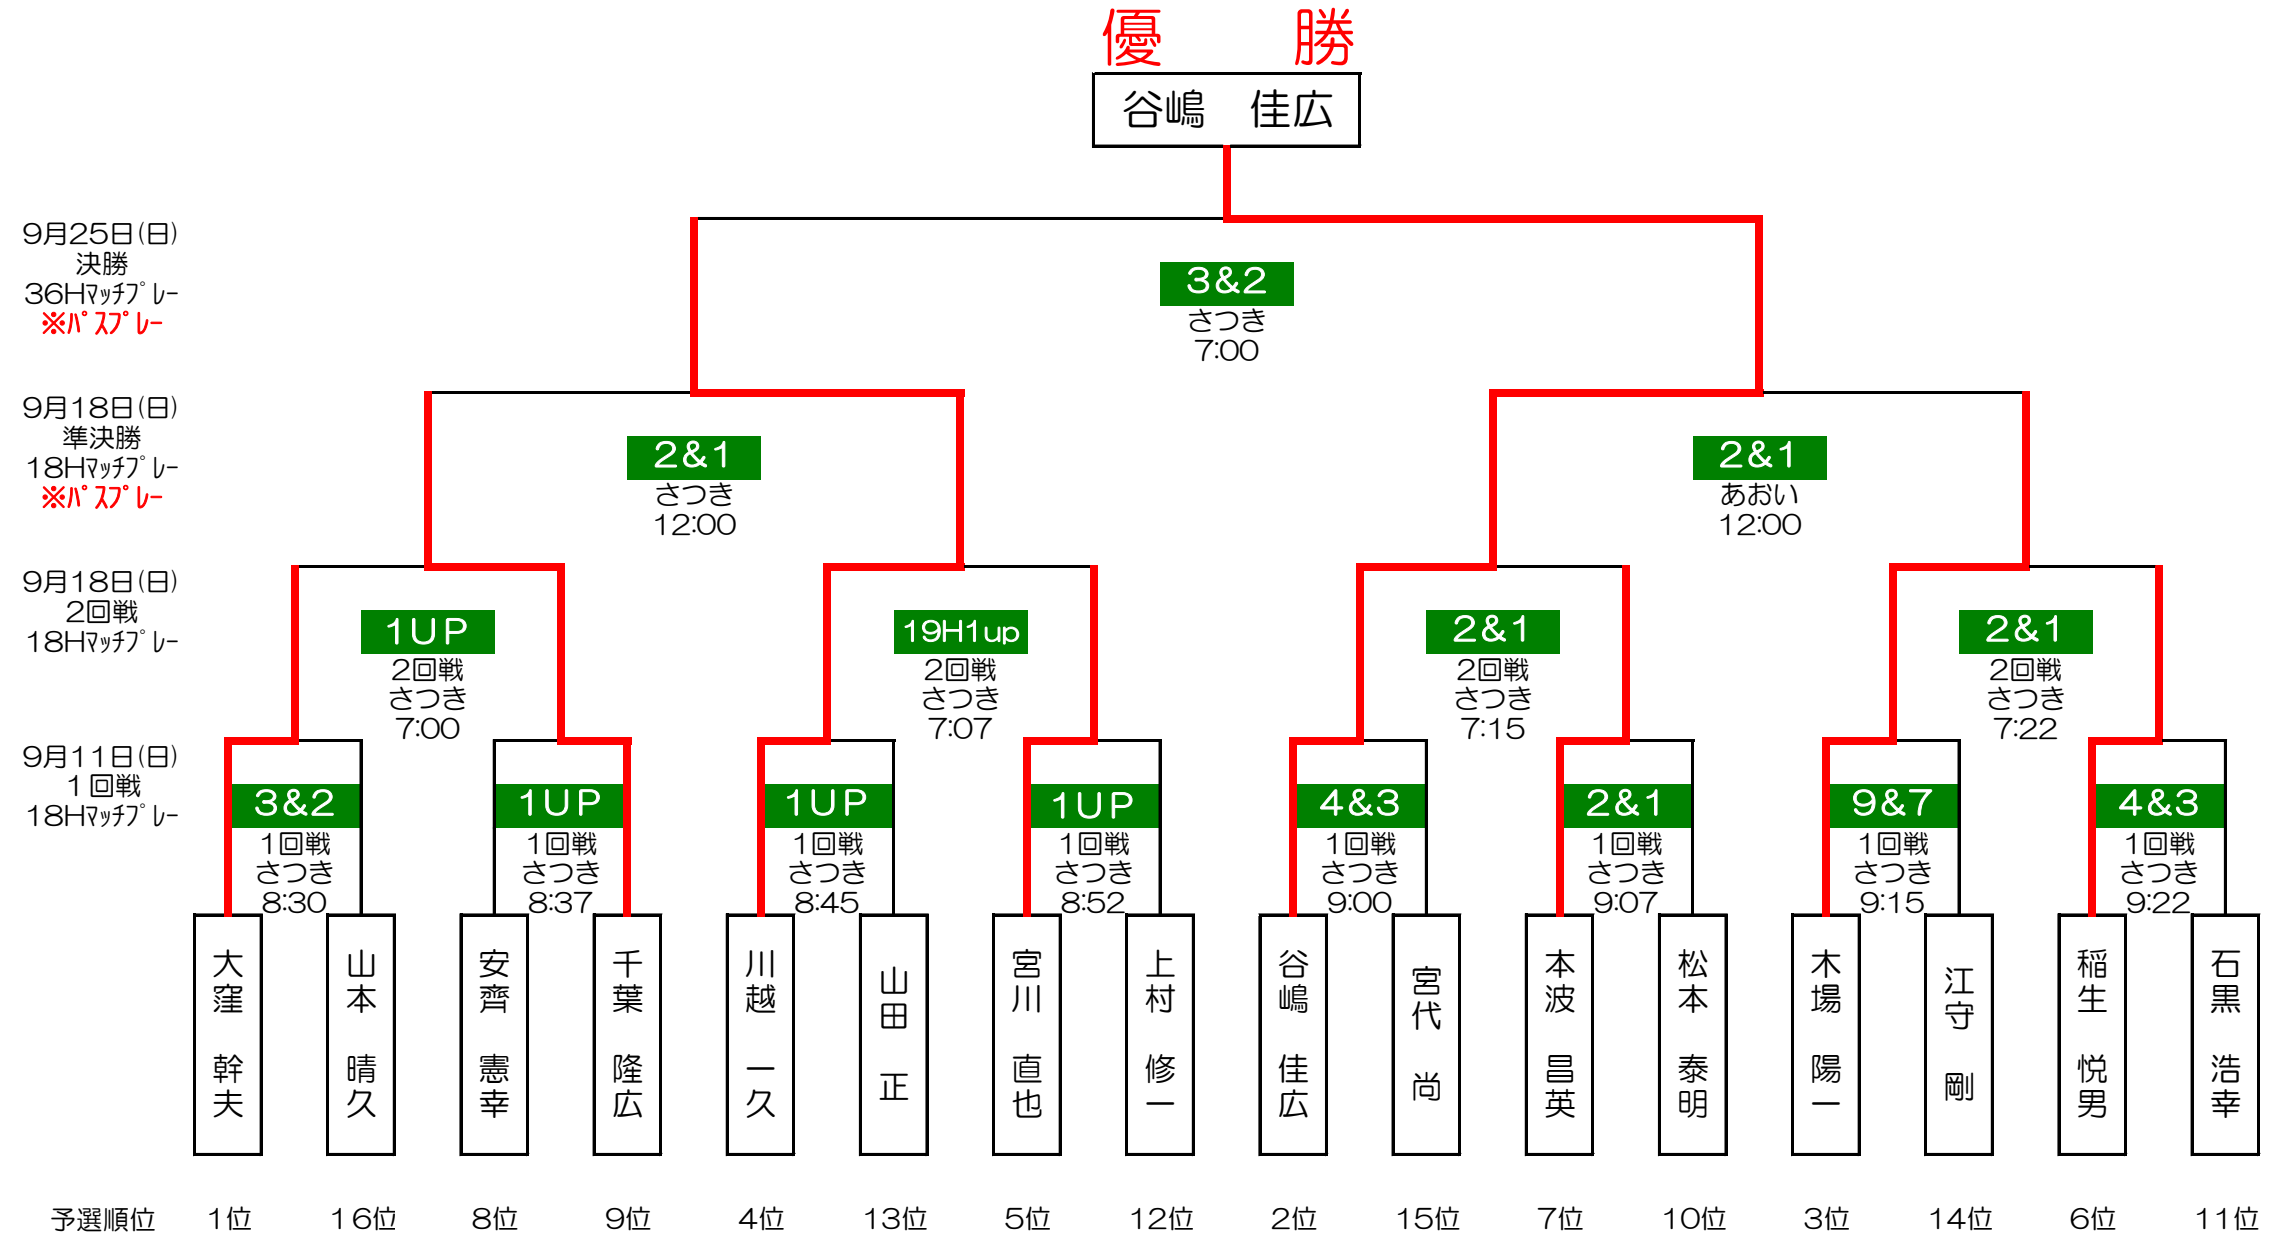 優　　勝
谷嶋　佳広
9月25日(日)
決勝
36Hﾏｯﾁﾌﾟﾚｰ
※ﾊﾟｽﾌﾟﾚｰ
3&2
さつき
7:00
9月18日(日)
準決勝
18Hﾏｯﾁﾌﾟﾚｰ
※ﾊﾟｽﾌﾟﾚｰ
2&1
さつき
12:00
2&1
あおい
12:00
9月18日(日)
2回戦
18Hﾏｯﾁﾌﾟﾚｰ
1UP
2回戦
さつき
7:00
19H1up
2回戦
さつき
7:07
2&1
2回戦
さつき
7:15
2&1
2回戦
さつき
7:22
9月11日(日)
1回戦
18Hﾏｯﾁﾌﾟﾚｰ
3&2
1回戦
さつき
8:30
1UP
1回戦
さつき
8:37
1UP
1回戦
さつき
8:45
1UP
1回戦
さつき
8:52
4&3
1回戦
さつき
9:00
2&1
1回戦
さつき
9:07
9&7
1回戦
さつき
9:15
4&3
1回戦
さつき
9:22
大窪　幹夫
山本　晴久
安齊　憲幸
千葉　隆広
川越　一久
山田　正
宮川　直也
上村　修一
谷嶋　佳広
宮代　尚
本波　昌英
松本　泰明
木場　陽一
江守　剛
稲生　悦男
石黒　浩幸
予選順位　1位　16位　8位　9位　4位　13位　5位　12位　2位　15位　7位　10位　3位　14位　6位　11位